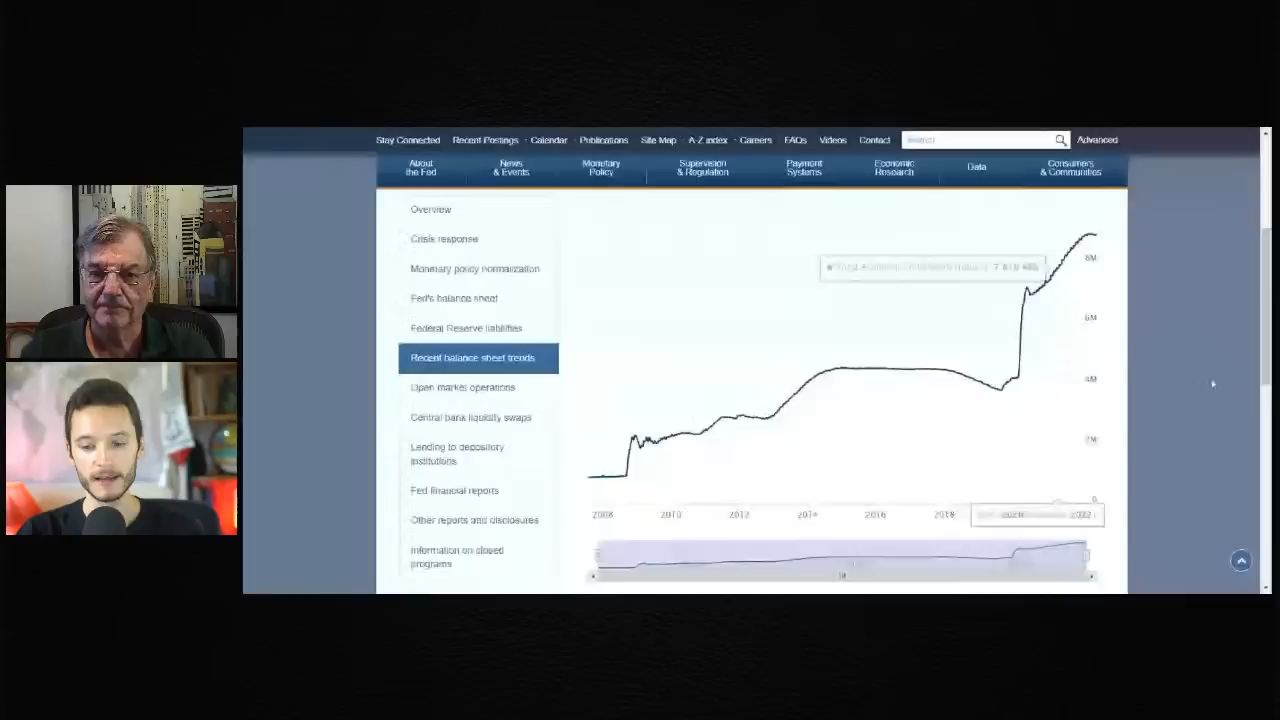 Stay Connected Recent Postings Calendar Publications Site Map A-Z index Careers FAQs Videos Contact Search Advanced
About the Fed
News & Events
Monetary Policy
Supervision & Regulation
Payment Systems
Economic Research
Data
Consumers & Communities
Overview
Crisis response
Monetary policy normalization
Fed's balance sheet
Federal Reserve liabilities
Recent balance sheet trends
Open market operations
Central bank liquidity swaps
Lending to depository
institutions
Fed financial reports
Other reports and disclosures
Information on closed
programs
8M
6M
4M
2M
0
2008 2010 2012 2014 2016 2018 2020 2022